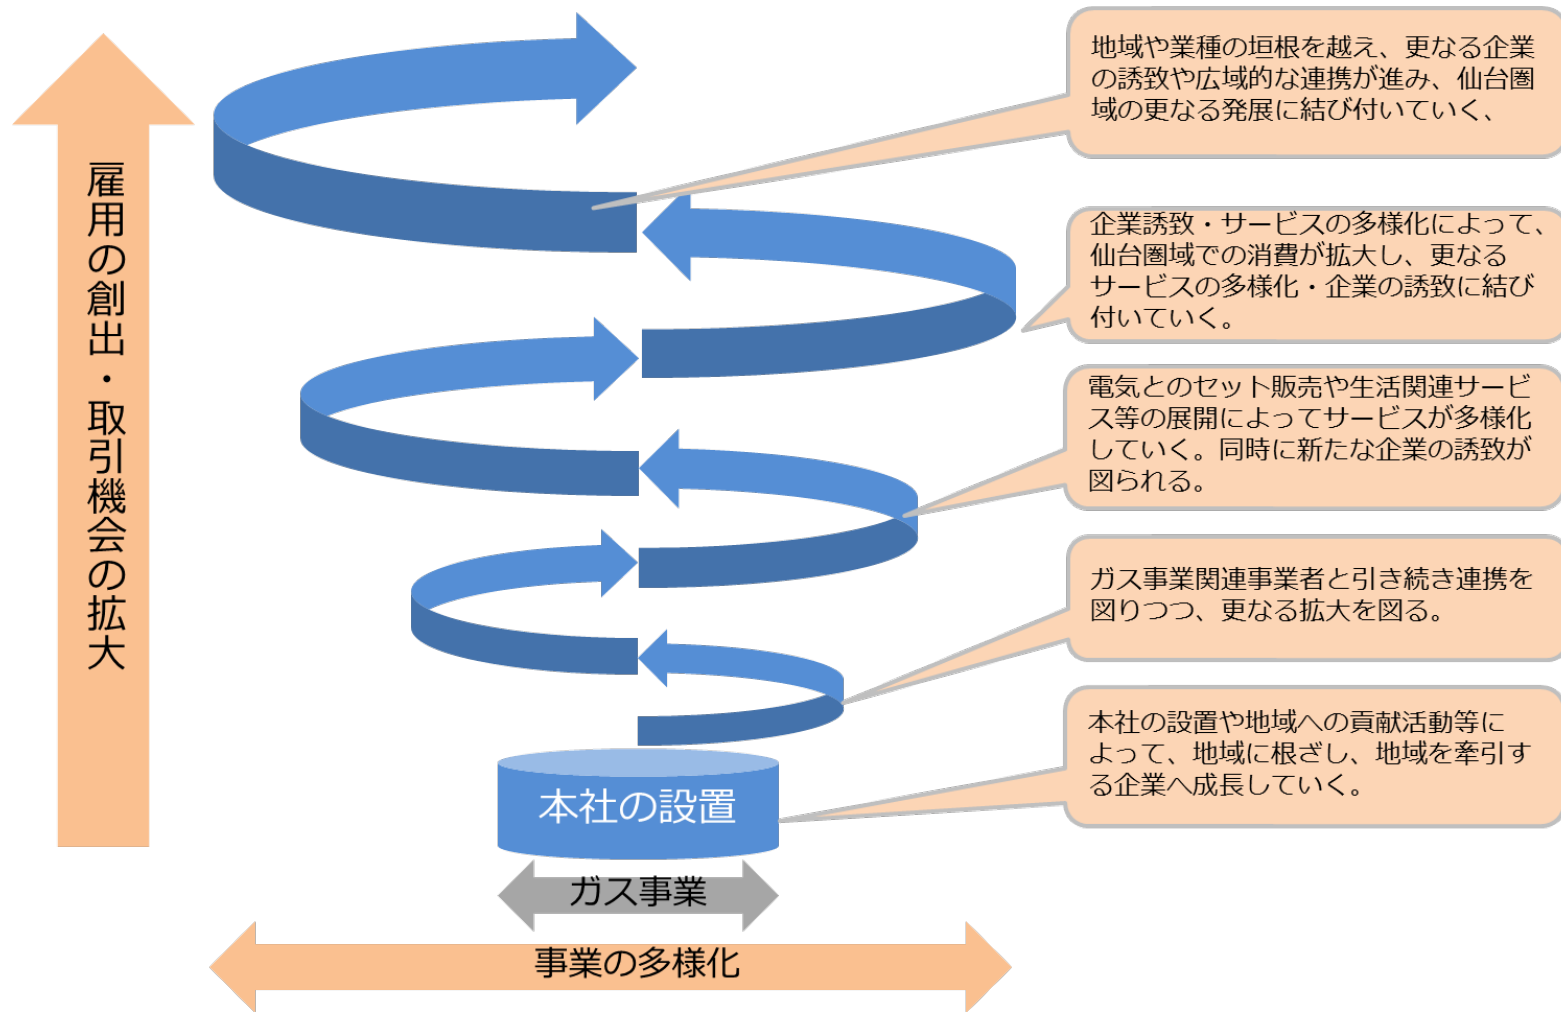 雇用の創出・取引機会の拡大
地域や業種の垣根を越え、更なる企業
の誘致や広域的な連携が進み、仙台圏
域の更なる発展に結び付いていく、
企業誘致・サービスの多様化によって、
仙台圏域での消費が拡大し、更なる
サービスの多様化・企業の誘致に結び
付いていく。
電気とのセット販売や生活関連サービ
ス等の展開によってサービスが多様化
していく。同時に新たな企業の誘致が
図られる。
ガス事業関連事業者と引き続き連携を
図りつつ、更なる拡大を図る。
本社の設置や地域への貢献活動等に
よって、地域に根ざし、地域を牽引す
る企業へ成長していく。
本社の設置
ガス事業
事業の多様化